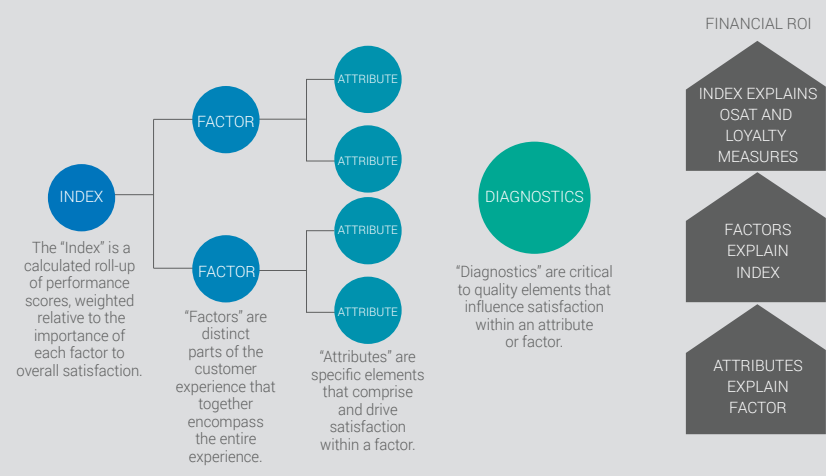 INDEX
The “Index” is a
calculated roll-up
of performance
scores, weighted
relative to the
importance of
each factor to
overall satisfaction.
FACTOR
FACTOR
“Factors” are
distinct
parts of the
customer
experience that
together
encompass
the entire
experience.
ATTRIBUTE
ATTRIBUTE
ATTRIBUTE
ATTRIBUTE
“Attributes” are
specific elements
that comprise
and drive
satisfaction
within a factor.
DIAGNOSTICS
“Diagnostics” are critical
to quality elements that
influence satisfaction
within an attribute
or factor.
FINANCIAL ROI
INDEX EXPLAINS
OSAT AND
LOYALTY
MEASURES
FACTORS
EXPLAIN
INDEX
ATTRIBUTES
EXPLAIN
FACTOR